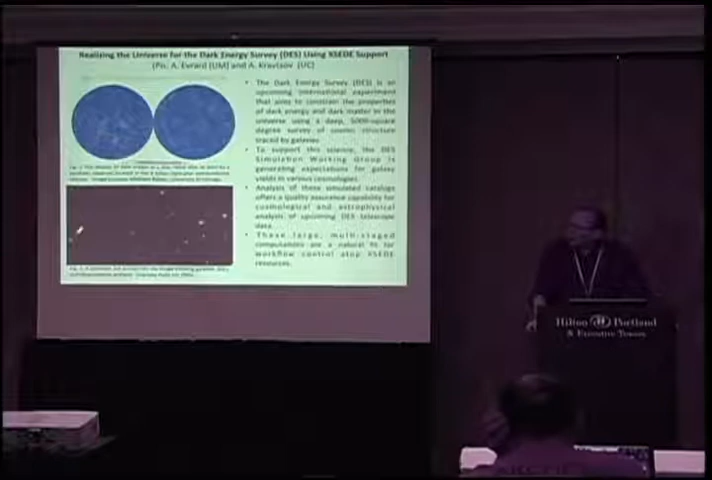 Realizing the Universe for the Dark Energy Survey (DES) Using XSEDE Support
(PIs: A. Evrard (UM) and A. Kravtsov (UC)
• The Dark Energy Survey (DES) is an
upcoming international experiment
that aims to constrain the properties
of dark energy and dark matter in the
universe using a deep, 5000-square
degree survey of cosmic structure
traced by galaxies.
• To support this science, the DES
Simulation Working Group is
generating expectations for galaxy
yields in various cosmologies.
• Analysis of these simulated catalogs
offers a quality assurance capability for
cosmological and astrophysical
analysis of upcoming DES telescope
data.
• These large, multi-staged
computations are a natural fit for
workflow control atop XSEDE
resources.
Hilton Portland
& Executive Tower